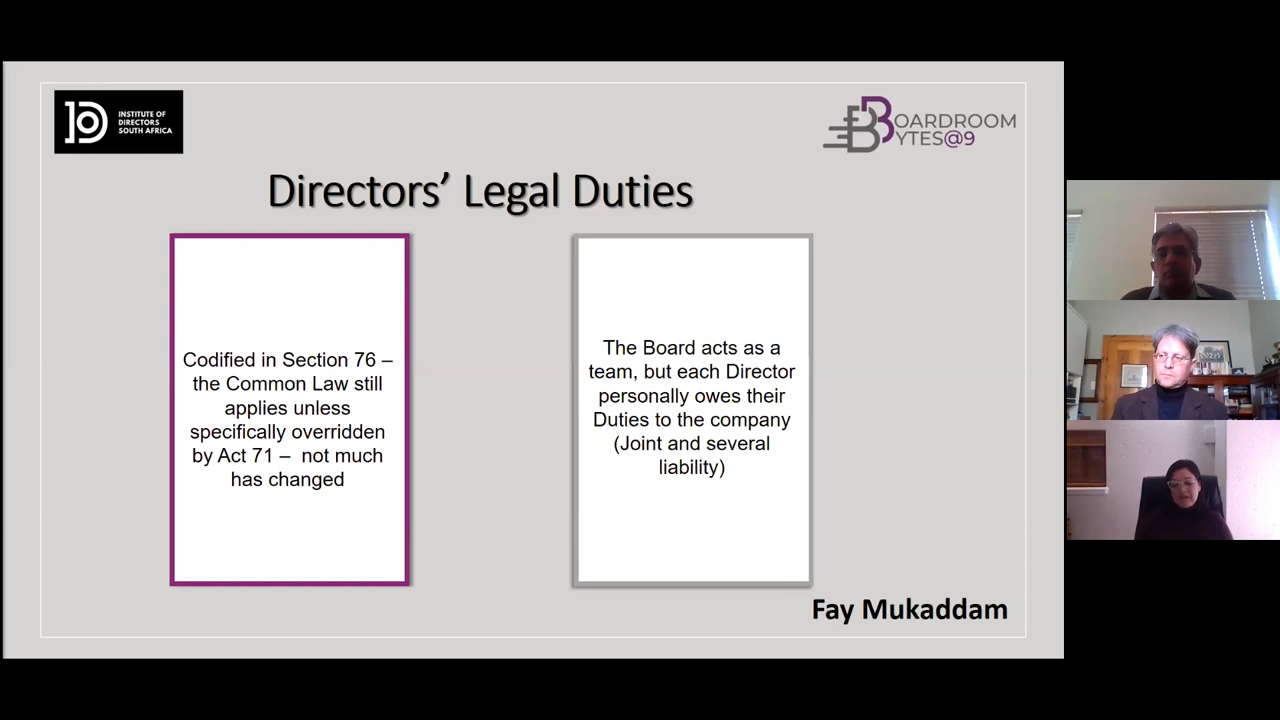 INSTITUTE OF
DIRECTORS
SOUTH AFRICA
BOARDROOM
BYTES@9
Directors' Legal Duties
Codified in Section 76 –
the Common Law still
applies unless
specifically overridden
by Act 71 – not much
has changed
The Board acts as a
team, but each Director
personally owes their
Duties to the company
(Joint and several
liability)
Fay Mukaddam